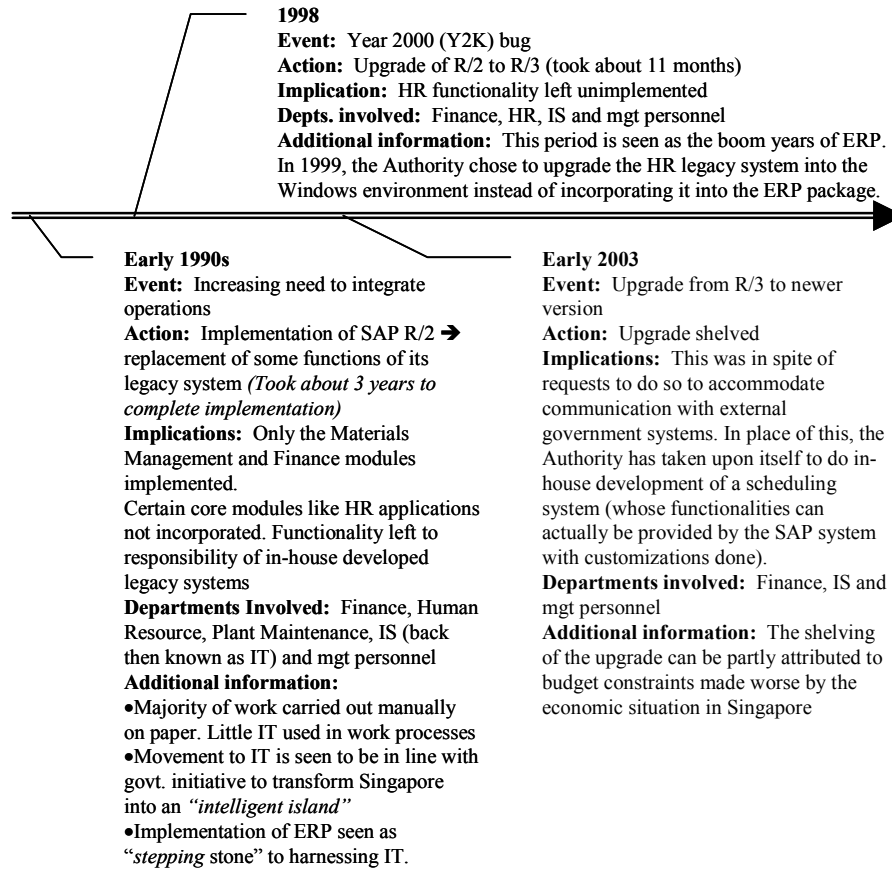 1998
Event: Year 2000 (Y2K) bug
Action: Upgrade of R/2 to R/3 (took about 11 months)
Implication: HR functionality left unimplemented
Depts. involved: Finance, HR, IS and mgt personnel
Additional information: This period is seen as the boom years of ERP.
In 1999, the Authority chose to upgrade the HR legacy system into the
Windows environment instead of incorporating it into the ERP package.
Early 1990s
Event: Increasing need to integrate
operations
Action: Implementation of SAP R/2 ➔
replacement of some functions of its
legacy system (Took about 3 years to
complete implementation)
Implications: Only the Materials
Management and Finance modules
implemented.
Certain core modules like HR applications
not incorporated. Functionality left to
responsibility of in-house developed
legacy systems
Departments Involved: Finance, Human
Resource, Plant Maintenance, IS (back
then known as IT) and mgt personnel
Additional information:
•Majority of work carried out manually
on paper. Little IT used in work processes
•Movement to IT is seen to be in line with
govt. initiative to transform Singapore
into an “intelligent island”
•Implementation of ERP seen as
“stepping stone” to harnessing IT.
Early 2003
Event: Upgrade from R/3 to newer
version
Action: Upgrade shelved
Implications: This was in spite of
requests to do so to accommodate
communication with external
government systems. In place of this, the
Authority has taken upon itself to do in-
house development of a scheduling
system (whose functionalities can
actually be provided by the SAP system
with customizations done).
Departments involved: Finance, IS and
mgt personnel
Additional information: The shelving
of the upgrade can be partly attributed to
budget constraints made worse by the
economic situation in Singapore